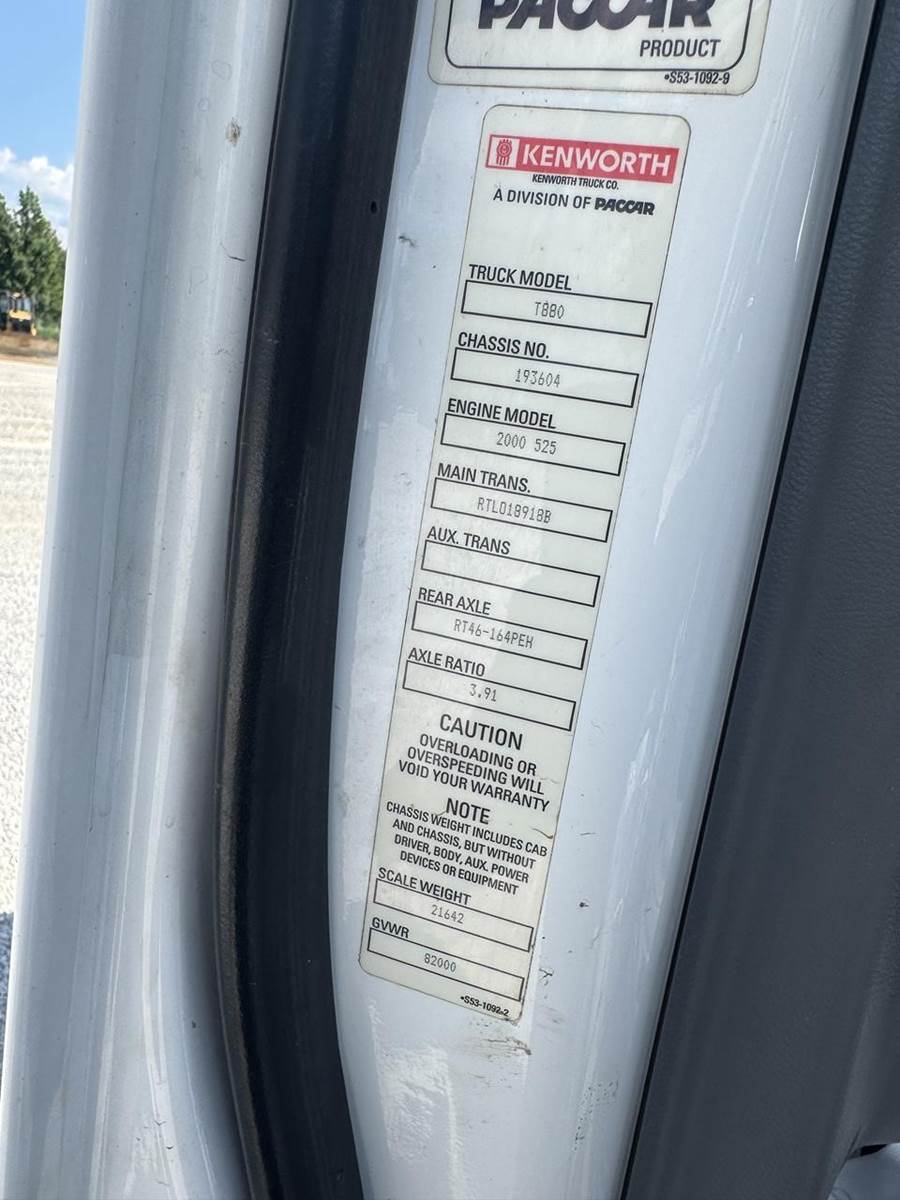 PACCAR
PRODUCT
•S53-1092-9
KENWORTH
KENWORTH TRUCK CO.
A DIVISION OF PACCAR
TRUCK MODEL
T880
CHASSIS NO.
193604
ENGINE MODEL
2000 525
MAIN TRANS.
RTLO18918B
AUX. TRANS
REAR AXLE
RT46-164PEH
AXLE RATIO
3.91
CAUTION
OVERLOADING OR
OVERSPEEDING WILL
VOID YOUR WARRANTY
NOTE
CHASSIS WEIGHT INCLUDES CAB
AND CHASSIS, BUT WITHOUT
DRIVER, BODY, AUX. POWER
DEVICES OR EQUIPMENT
SCALE WEIGHT
21642
GVWR
82000
•S53-1092-2